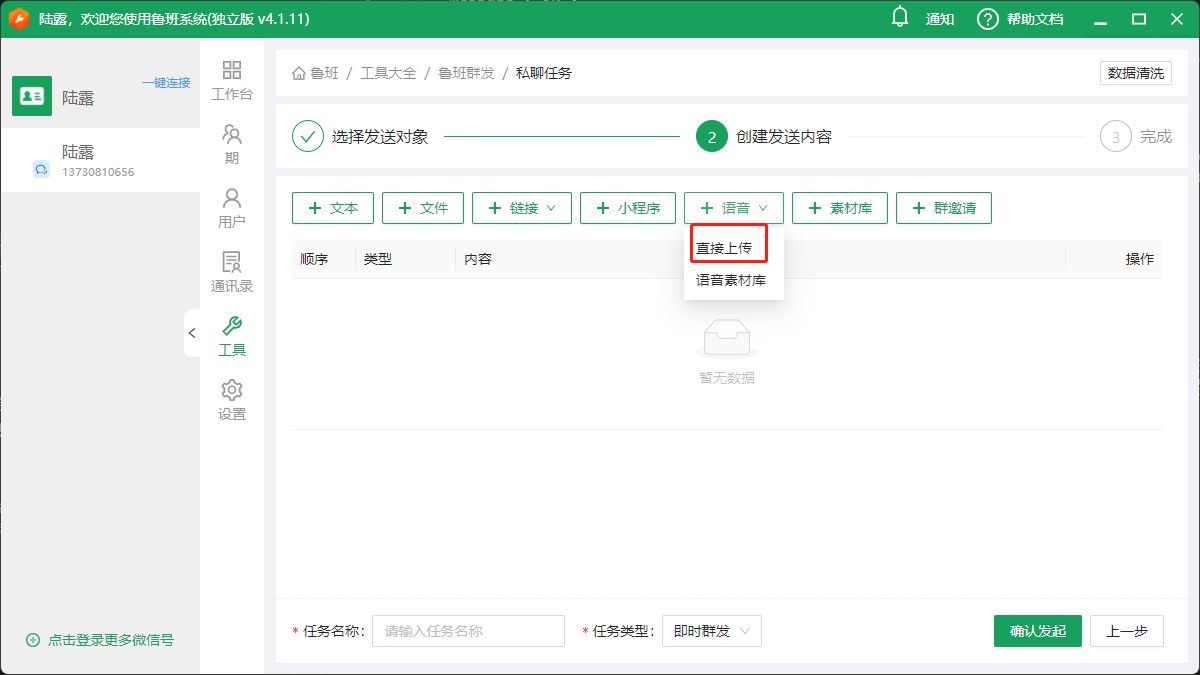 陆露，欢迎您使用鲁班系统(独立版 v4.1.11)
通知
帮助文档
陆露
一键连接
陆露
13730810656
点击登录更多微信号
工作台
期
用户
通讯录
工具
设置
鲁班 / 工具大全 / 鲁班群发 / 私聊任务
数据清洗
选择发送对象
2 创建发送内容
3 完成
文本
文件
链接
小程序
语音
素材库
群邀请
直接上传
语音素材库
顺序 类型 内容 操作
暂无数据
* 任务名称: 请输入任务名称
* 任务类型: 即时群发
确认发起
上一步